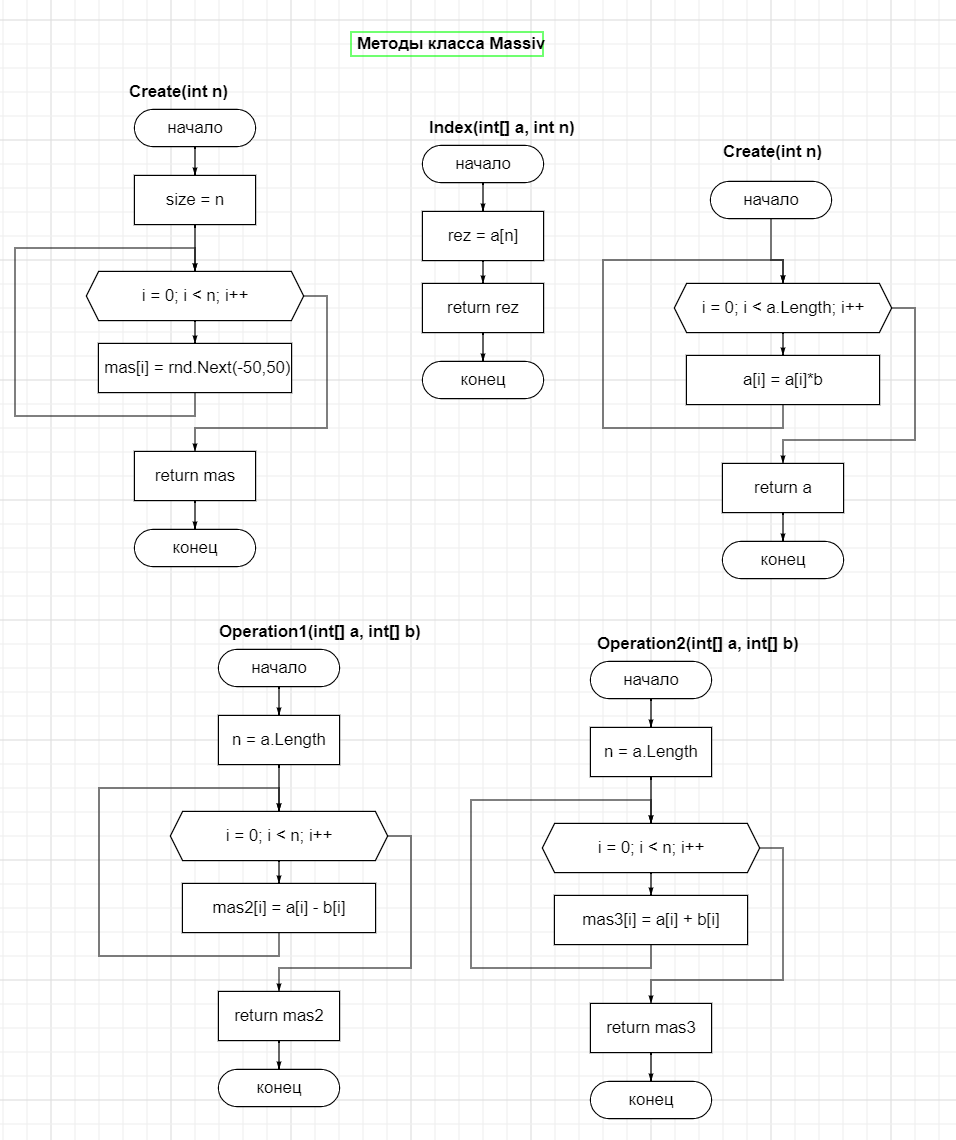 Методы класса Massiv
Create(int n)
начало
size = n
i = 0; i < n; i++
mas[i] = rnd.Next(-50,50)
return mas
конец
Index(int[] a, int n)
начало
rez = a[n]
return rez
конец
Create(int n)
начало
i = 0; i < a.Length; i++
a[i] = a[i]*b
return a
конец
Operation1(int[] a, int[] b)
начало
n = a.Length
i = 0; i < n; i++
mas2[i] = a[i] - b[i]
return mas2
конец
Operation2(int[] a, int[] b)
начало
n = a.Length
i = 0; i < n; i++
mas3[i] = a[i] + b[i]
return mas3
конец